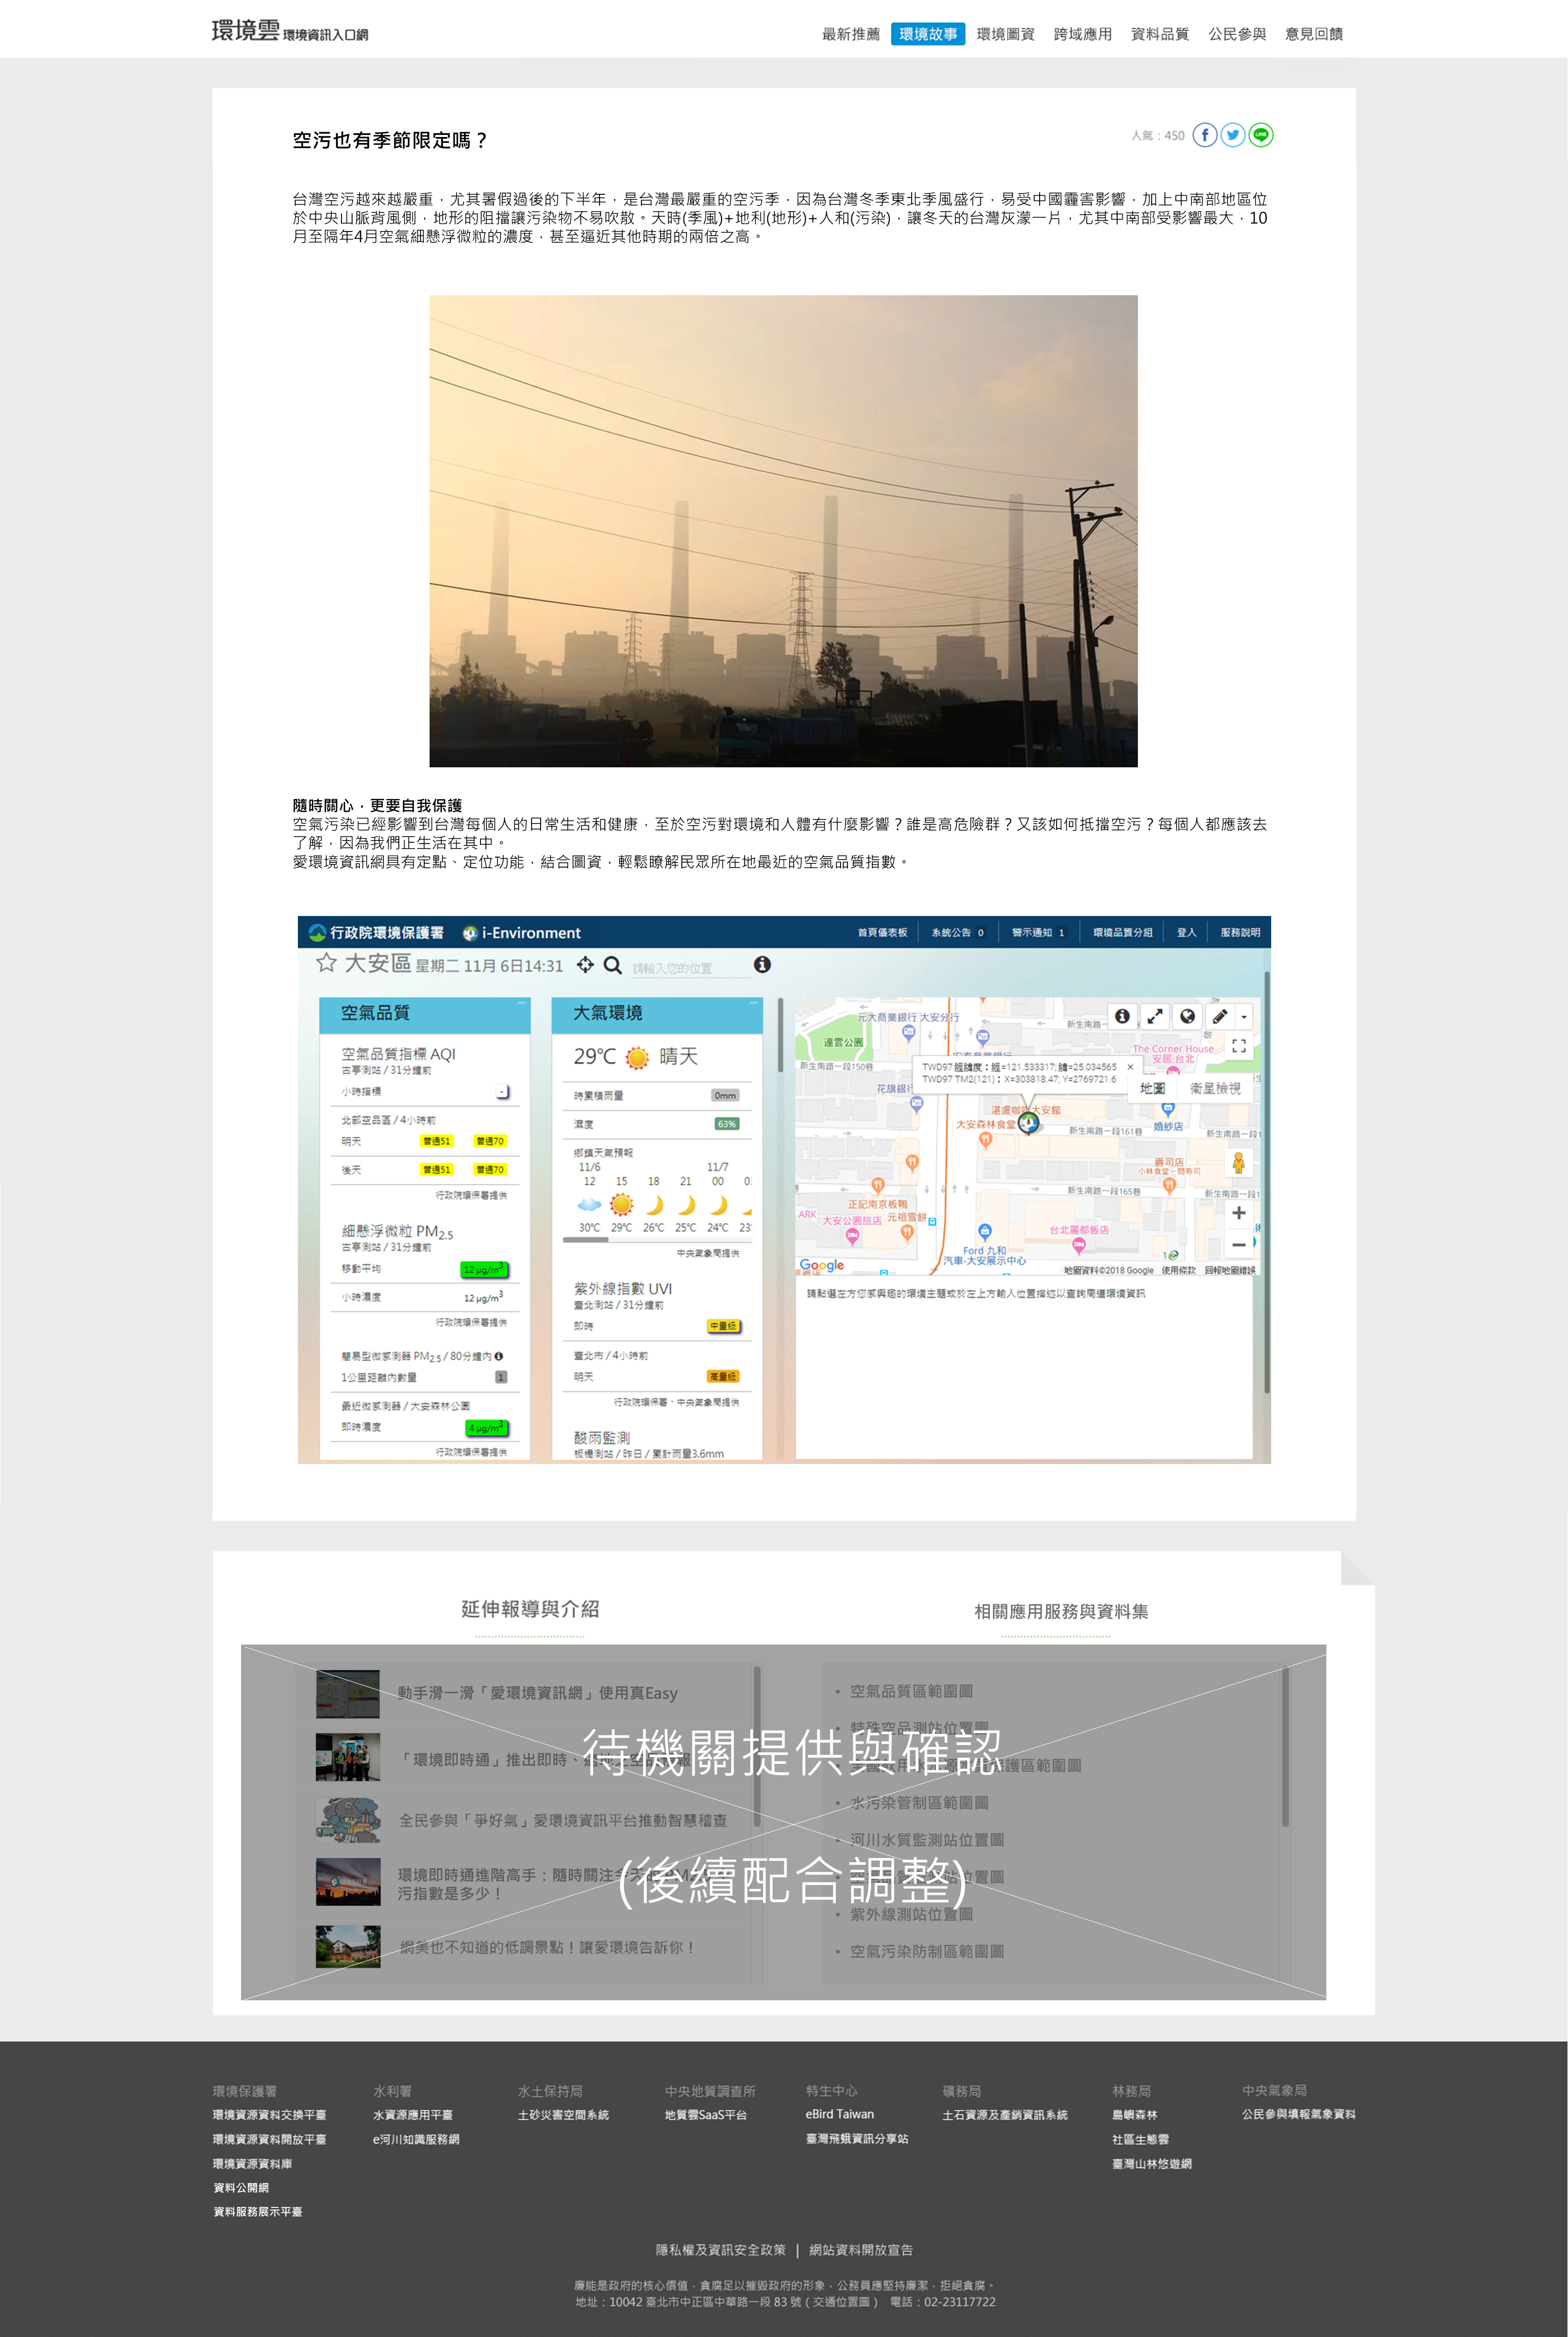 環境雲 環境資訊入口網
最新推薦 環境故事 環境圖資 跨域應用 資料品質 公民參與 意見回饋
空污也有季節限定嗎？
人氣：450
台灣空污越來越嚴重，尤其暑假過後的下半年，是台灣最嚴重的空污季，因為台灣冬季東北季風盛行，易受中國霾害影響，加上中南部地區位
於中央山脈背風側，地形的阻擋讓污染物不易吹散。天時(季風)+地利(地形)+人和(污染)，讓冬天的台灣灰濛一片，尤其中南部受影響最大，10
月至隔年4月空氣細懸浮微粒的濃度，甚至逼近其他時期的兩倍之高。
隨時關心，更要自我保護
空氣污染已經影響到台灣每個人的日常生活和健康，至於空污對環境和人體有什麼影響？誰是高危險群？又該如何抵擋空污？每個人都應該去
了解，因為我們正生活在其中。
愛環境資訊網具有定點、定位功能，結合圖資，輕鬆瞭解民眾所在地最近的空氣品質指數。
行政院環境保護署 i-Environment
首頁儀表板 系統公告 0 警示通知 1 環境品質分組 登入 服務說明
大安區 星期二 11月 6日14:31 請輸入您的位置
空氣品質
空氣品質指標 AQI
古亭測站 / 31分鐘前
小時指標 -
北部空品區 / 4小時前
明天 普通51 普通70
後天 普通51 普通70
行政院環保署提供
細懸浮微粒 PM2.5
古亭測站 / 31分鐘前
移動平均 12 μg/m3
小時濃度 12 μg/m3
行政院環保署提供
簡易型微感測器 PM2.5 / 80分鐘內
1公里距離內數量 1
最近微感測器 / 大安森林公園
即時濃度 4 μg/m3
行政院環保署提供
大氣環境
29℃ 晴天
時累積雨量 0mm
濕度 63%
鄉鎮天氣預報
11/6 11/7
12 15 18 21 00
30℃ 29℃ 26℃ 25℃ 24℃ 23
中央氣象局提供
紫外線指數 UVI
臺北測站 / 31分鐘前
即時 中量級
臺北市 / 4小時前
明天 高量級
行政院環保署、中央氣象局提供
酸雨監測
板橋測站 / 昨日 / 累計雨量3.6mm
元大商業銀行 大安分行
連雲公園
新生南路一段150巷
The Corner House
安居·台北
TWD97 經緯度：經=121.533317; 緯=25.034565 ×
TWD97 TM2(121)：X=303818.47; Y=2769721.6
地圖 衛星檢視
花旗銀行
湛盧咖啡大安館
大安森林食堂
新生南路一段161巷
婚紗店
壽司店
小林食堂一間寿司
新生南路一段165巷
正記南京板鴨
ARK 大安公園旅店 元祖雪餅
台北麗都飯店
Ford 九和
汽車-大安展示中心
Google
地圖資料©2018 Google 使用條款 回報地圖錯誤
請點選左方您感興趣的環境主題或於左上方輸入位置描述以查詢周邊環境資訊
延伸報導與介紹
動手滑一滑「愛環境資訊網」使用真Easy
「環境即時通」推出即時、
全民參與「爭好氣」愛環境資訊平台推動智慧稽查
環境即時通進階高手：隨時關注今天
污指數是多少！
網美也不知道的低調景點！讓愛環境告訴你！
相關應用服務與資料集
• 空氣品質區範圍圖
• 特殊空品測站位置圖
護區範圍圖
• 水污染管制區範圍圖
• 河川水質監測站位置圖
站位置圖
• 紫外線測站位置圖
• 空氣污染防制區範圍圖
待機關提供與確認
(後續配合調整)
環境保護署
環境資源資料交換平臺
環境資源資料開放平臺
環境資源資料庫
資料公開網
資料服務展示平臺
水利署
水資源應用平臺
e河川知識服務網
水土保持局
土砂災害空間系統
中央地質調查所
地質雲SaaS平台
特生中心
eBird Taiwan
臺灣飛蛾資訊分享站
礦務局
土石資源及產銷資訊系統
林務局
島嶼森林
社區生態雲
臺灣山林悠遊網
中央氣象局
公民參與填報氣象資料
隱私權及資訊安全政策 | 網站資料開放宣告
廉能是政府的核心價值，貪腐足以摧毀政府的形象，公務員應堅持廉潔，拒絕貪腐。
地址：10042 臺北市中正區中華路一段 83 號（交通位置圖） 電話：02-23117722